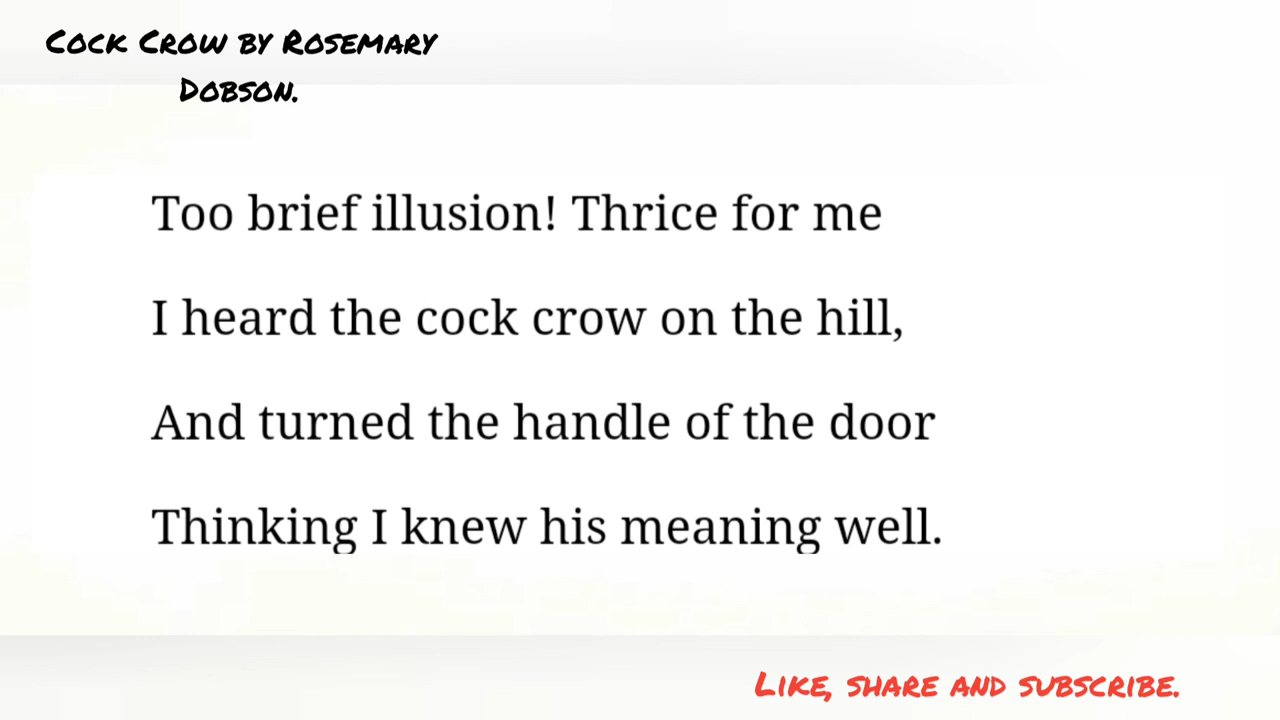 Cock Crow by Rosemary
Dobson.
Too brief illusion! Thrice for me
I heard the cock crow on the hill,
And turned the handle of the door
Thinking I knew his meaning well.
Like, share and subscribe.